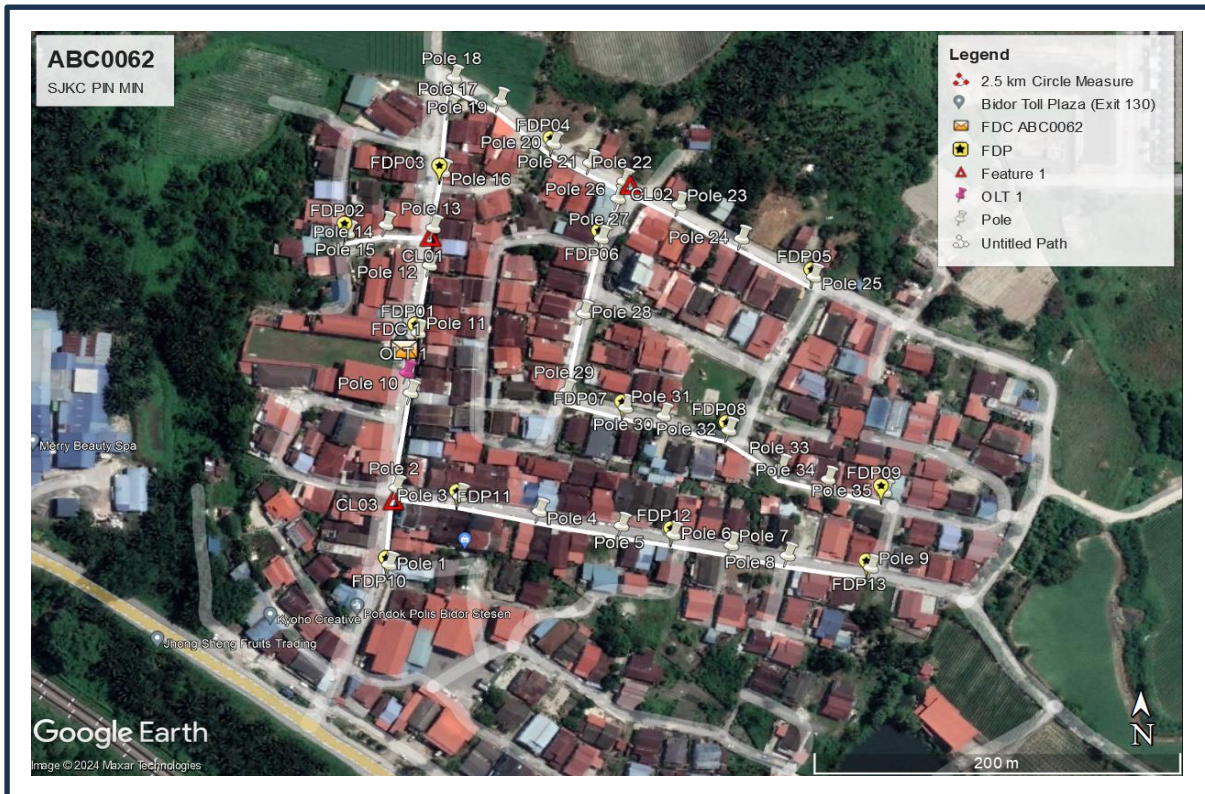 ABC0062
SJKC PIN MIN
Legend
2.5 km Circle Measure
Bidor Toll Plaza (Exit 130)
FDC ABC0062
FDP
Feature 1
OLT 1
Pole
Untitled Path
Pole 18
Pole 17
Pole 19
FDP04
Pole 20
Pole 21
Pole 22
FDP03
Pole 16
Pole 26
CL02
Pole 23
FDP02
Pole 13
Pole 14
Pole 27
Pole 15
CL01
Pole 24
FDP06
FDP05
Pole 12
Pole 25
FDP01
Pole 28
FDC 1
Pole 11
OLT 1
Pole 10
Pole 29
FDP07
Pole 31
FDP08
Pole 30
Pole 32
Merry Beauty Spa
Pole 33
Pole 2
Pole 34
FDP09
Pole 3
FDP11
Pole 35
CL03
Pole 4
FDP12
Pole 5
Pole 6
Pole 7
Pole 1
Pole 8
Pole 9
FDP10
FDP13
Pondok Polis Bidor Stesen
Kyoho Creative
Jhong Sheng Fruits Trading
Google Earth
Image © 2024 Maxar Technologies
N
200 m